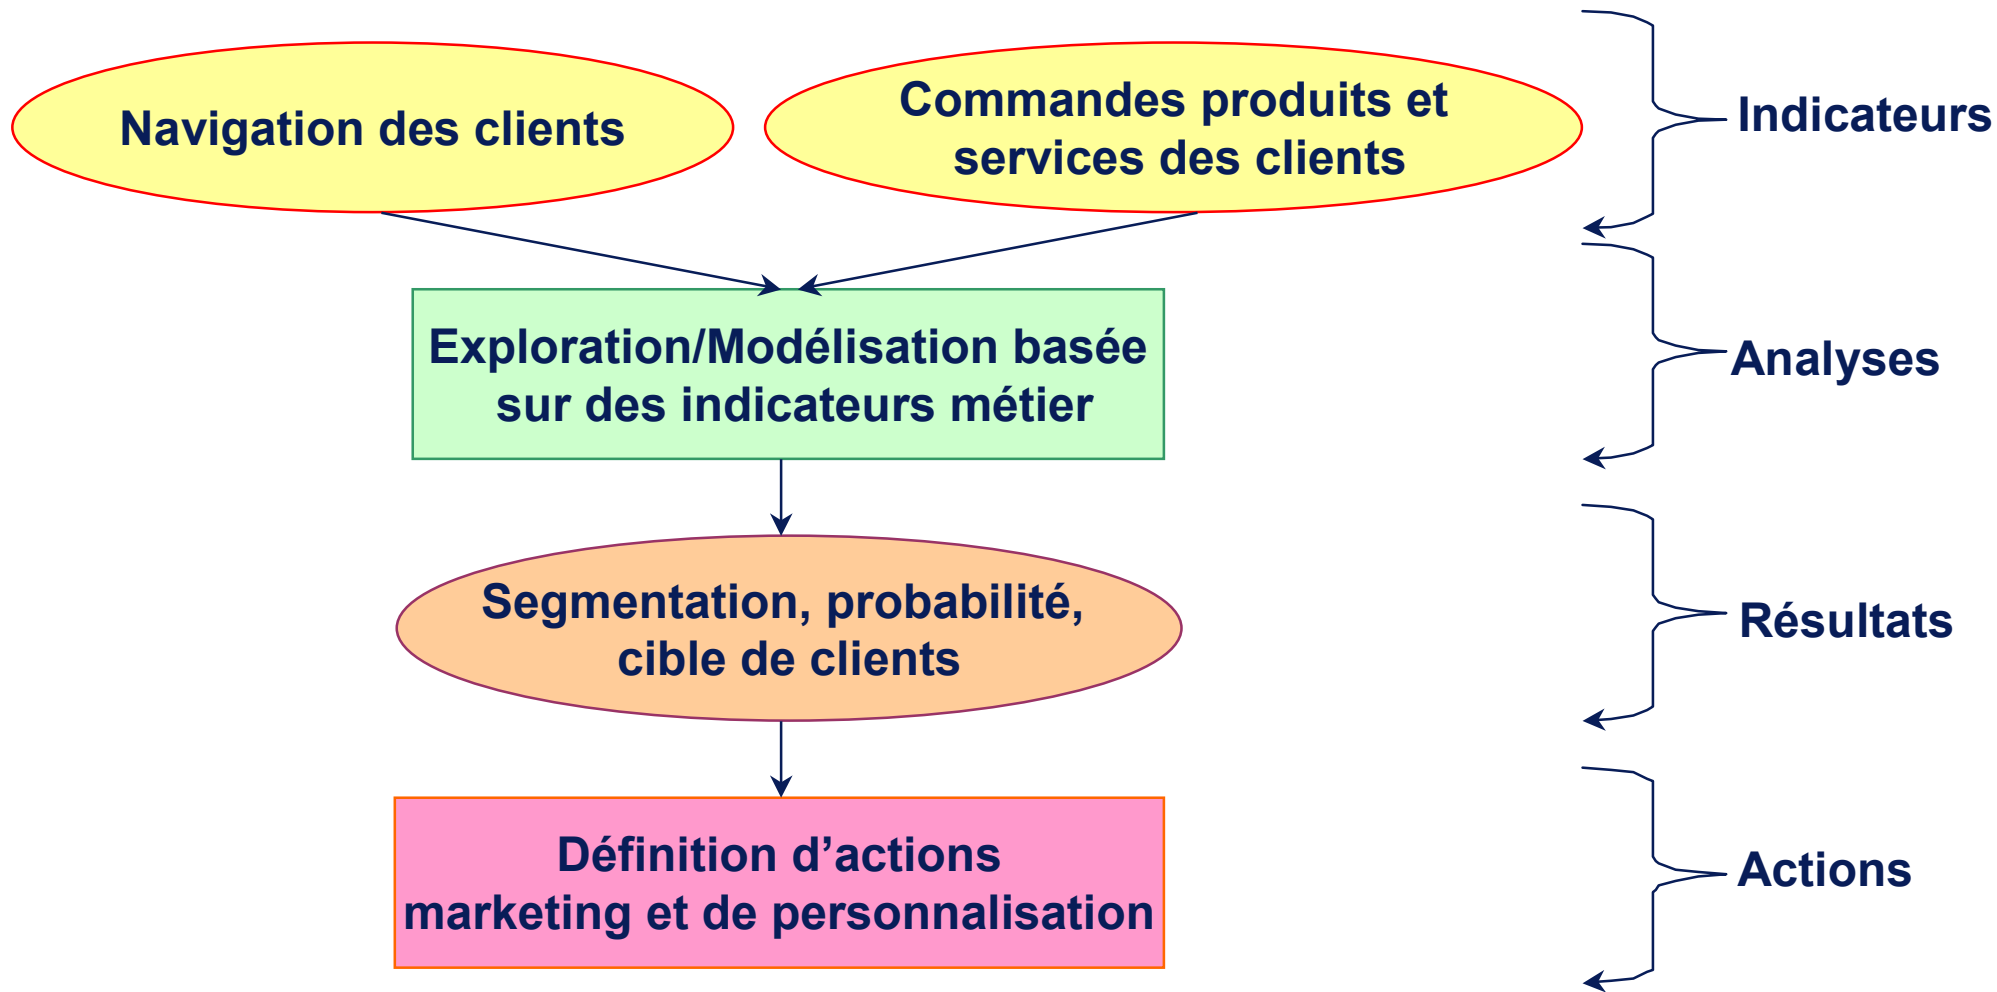 Navigation des clients
Commandes produits et
services des clients
Indicateurs
Exploration/Modélisation basée
sur des indicateurs métier
Analyses
Segmentation, probabilité,
cible de clients
Résultats
Définition d’actions
marketing et de personnalisation
Actions